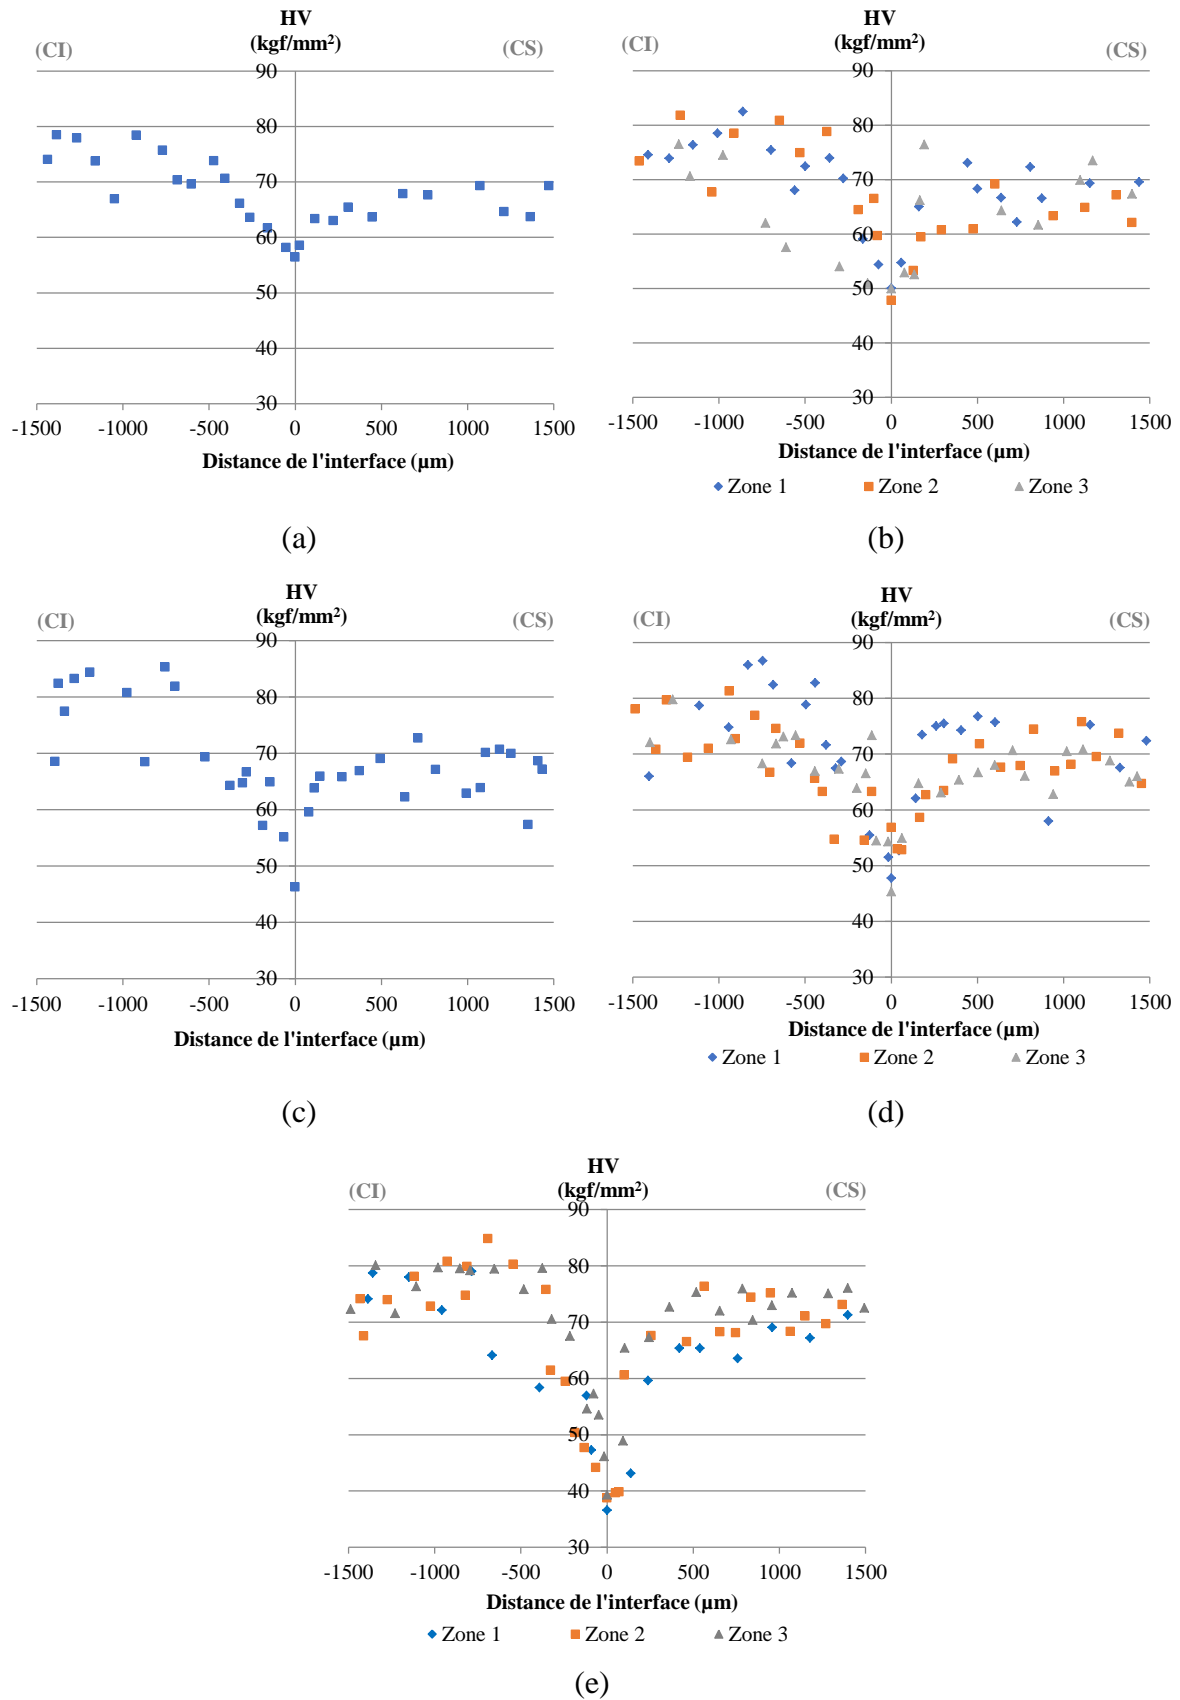 HV
(kgf/mm²)
(CI)
(CS)
90
80
70
60
50
40
30
-1500 -1000 -500 0 500 1000 1500
Distance de l'interface (µm)
(a)
HV
(kgf/mm²)
(CI)
(CS)
90
80
70
60
50
40
30
-1500 -1000 -500 0 500 1000 1500
Distance de l'interface (µm)
Zone 1 Zone 2 Zone 3
(b)
HV
(kgf/mm²)
(CI)
(CS)
90
80
70
60
50
40
30
-1500 -1000 -500 0 500 1000 1500
Distance de l'interface (µm)
(c)
HV
(kgf/mm²)
(CI)
(CS)
90
80
70
60
50
40
30
-1500 -1000 -500 0 500 1000 1500
Distance de l'interface (µm)
Zone 1 Zone 2 Zone 3
(d)
HV
(kgf/mm²)
(CI)
(CS)
90
80
70
60
50
40
30
-1500 -1000 -500 0 500 1000 1500
Distance de l'interface (µm)
Zone 1 Zone 2 Zone 3
(e)